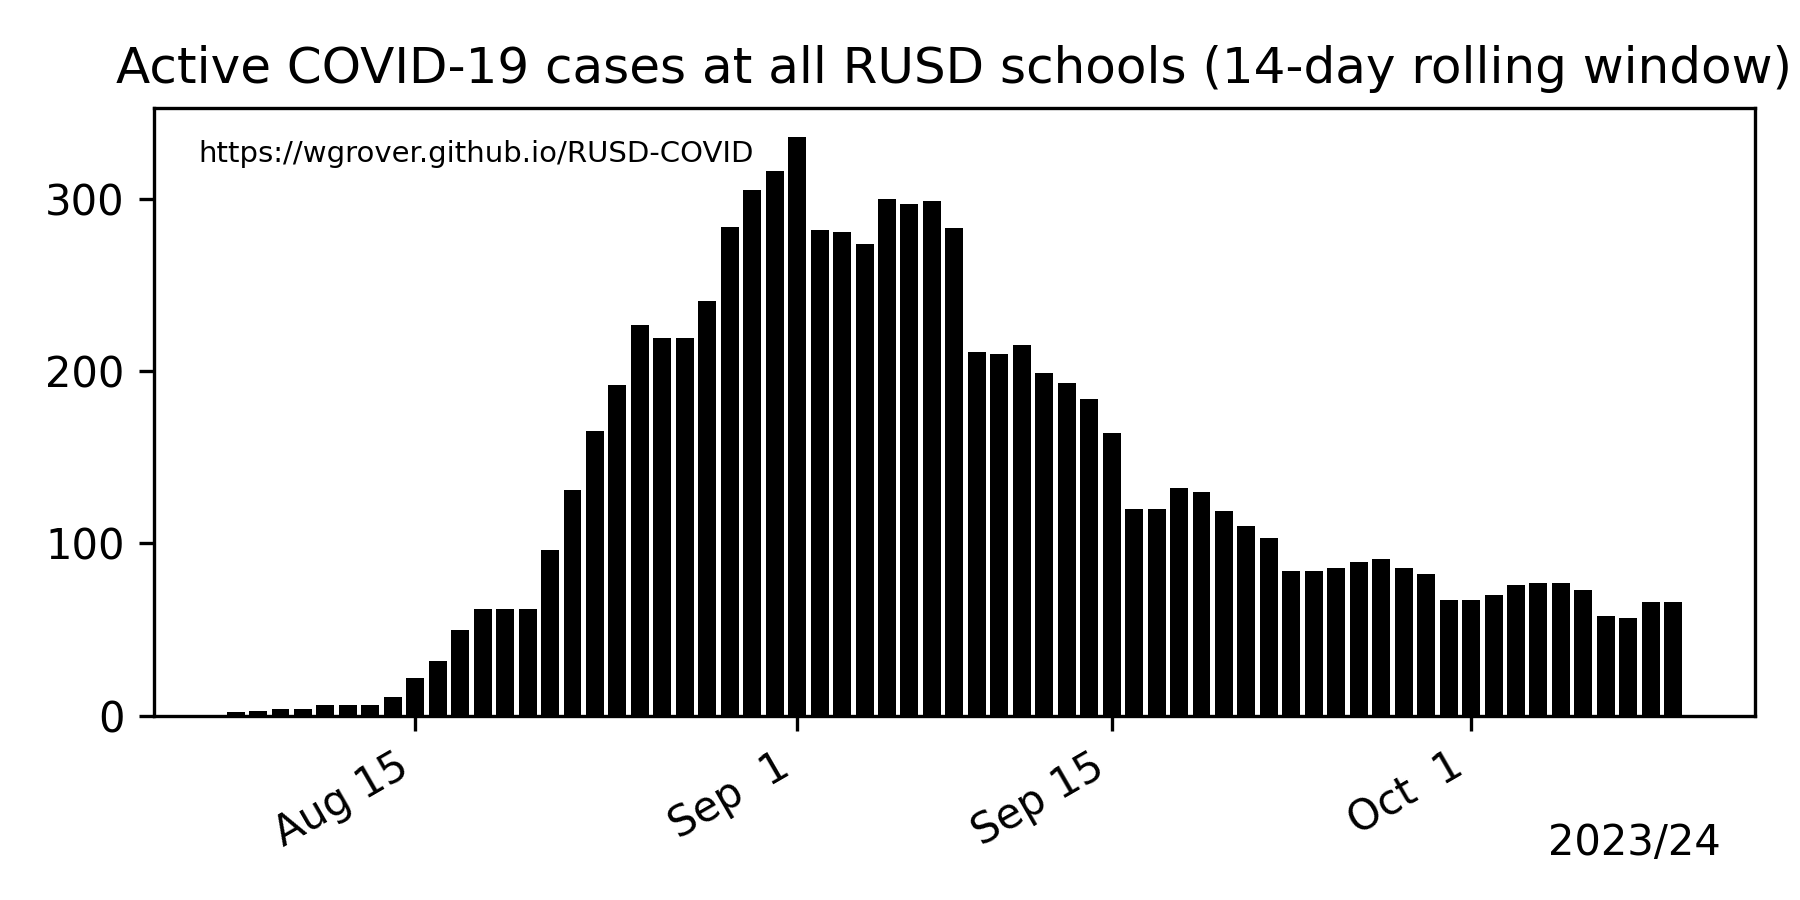 Active COVID-19 cases at all RUSD schools (14-day rolling window)
https://wgrover.github.io/RUSD-COVID
300
200
100
0
Aug 15
Sep  1
Sep 15
Oct  1
2023/24